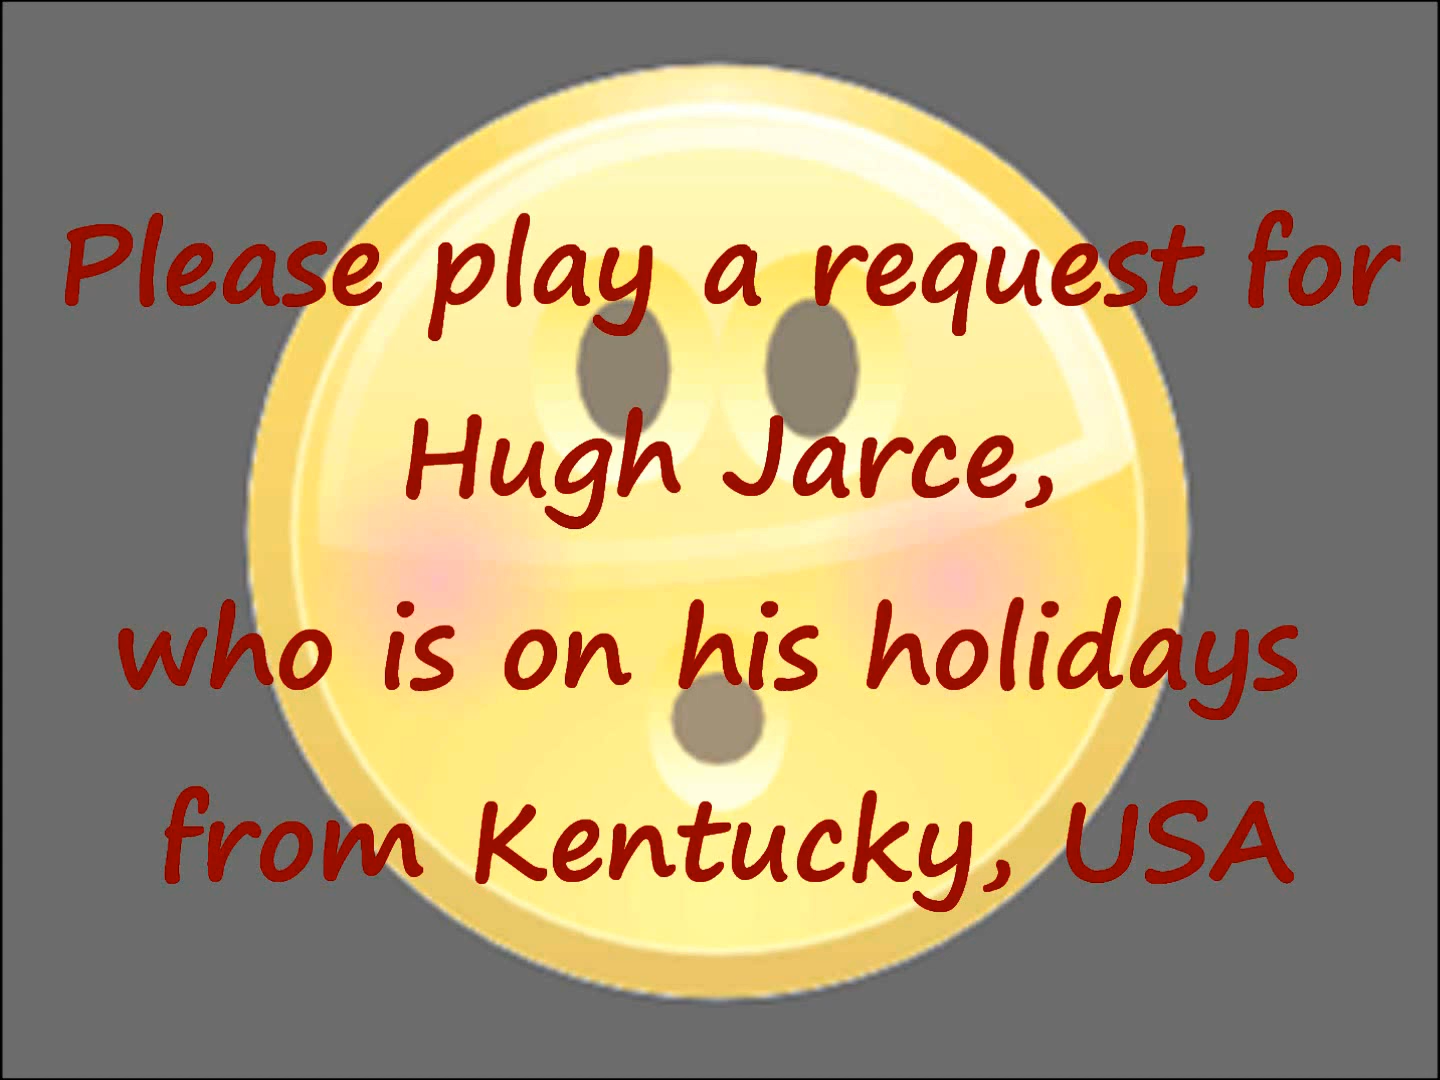 Please play a request for
Hugh Jarce,
who is on his holidays
from Kentucky, USA